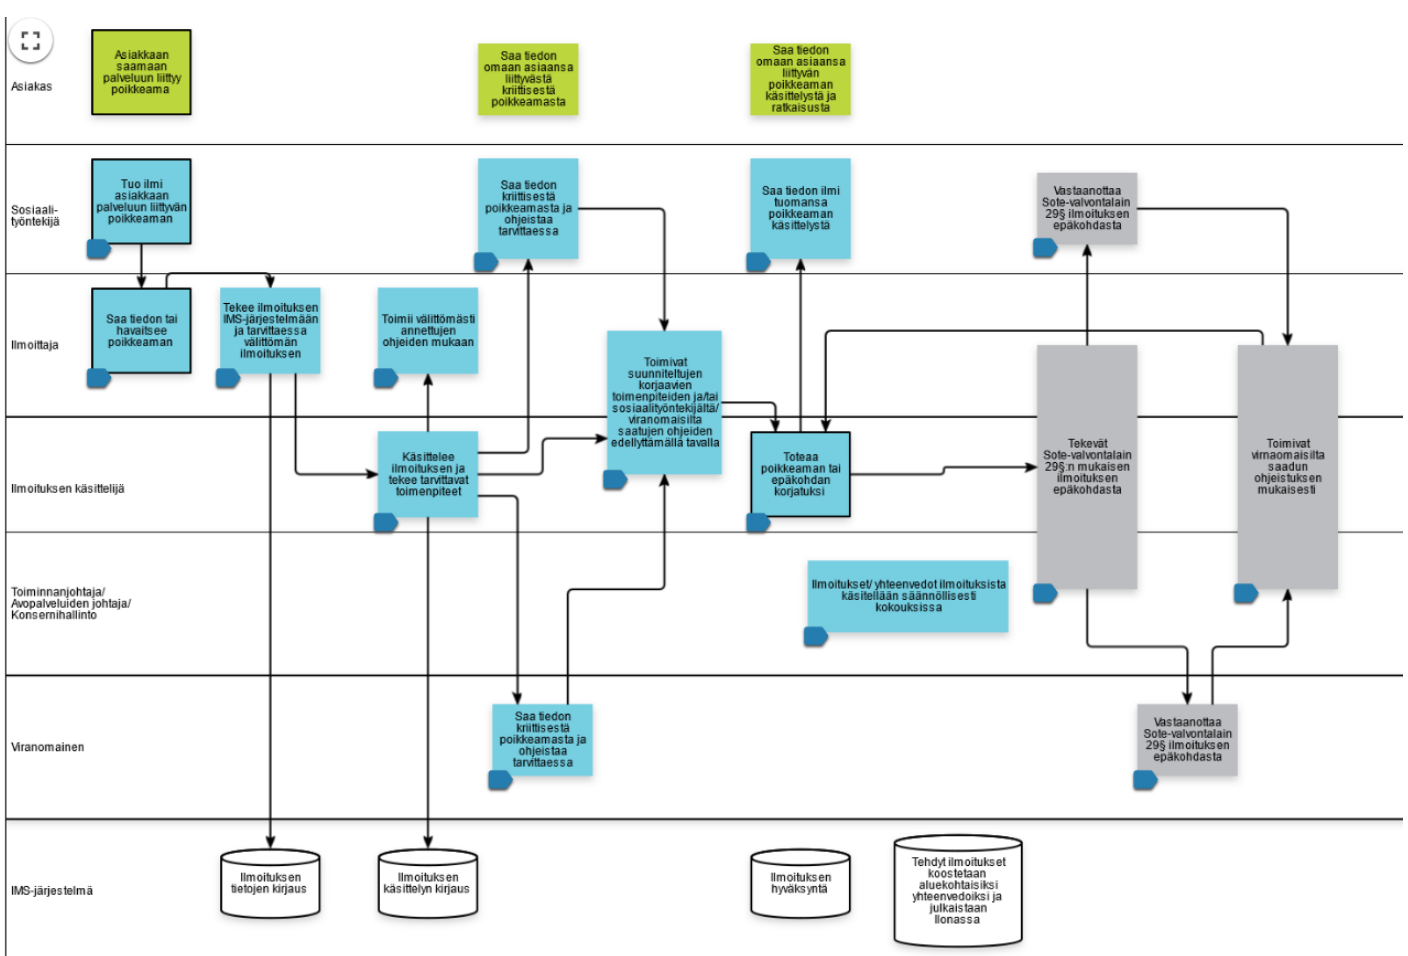 Asiakas
Asiakkaan
saamaan
palveluun liittyy
poikkeama
Saa tiedon
omaan asiaansa
liittyvästä
kriittisestä
poikkeamasta
Saa tiedon
omaan asiaansa
liittyvän
poikkeaman
käsittelystä ja
ratkaisusta
Sosiaali-
työntekijä
Tuo ilmi
asiakkaan
palveluun liittyvän
poikkeaman
Saa tiedon
kriittisestä
poikkeamasta ja
ohjeistaa
tarvittaessa
Saa tiedon ilmi
tuomansa
poikkeaman
käsittelystä
Vastaanottaa
Sote-valvontalain
29§ ilmoituksen
epäkohdasta
Ilmoittaja
Saa tiedon tai
havaitsee
poikkeaman
Tekee ilmoituksen
IMS-järjestelmään
ja tarvittaessa
välittömän
ilmoituksen
Toimii välittömästi
annettujen
ohjeiden mukaan
Toimivat
suunniteltujen
korjaavien
toimenpiteiden ja/tai
sosiaalityöntekijältä/
viranomaisilta
saatujen ohjeiden
edellyttämällä tavalla
Ilmoituksen käsittelijä
Käsittelee
ilmoituksen ja
tekee tarvittavat
toimenpiteet
Toteaa
poikkeaman tai
epäkohdan
korjatuksi
Tekevät
Sote-valvontalain
29§:n mukaisen
ilmoituksen
epäkohdasta
Toimivat
virnaomaisilta
saadun
ohjeistuksen
mukaisesti
Toiminnanjohtaja/
Avopalveluiden johtaja/
Konsernihallinto
Ilmoitukset/ yhteenvedot ilmoituksista
käsitellään säännöllisesti
kokouksissa
Viranomainen
Saa tiedon
kriittisestä
poikkeamasta ja
ohjeistaa
tarvittaessa
Vastaanottaa
Sote-valvontalain
29§ ilmoituksen
epäkohdasta
IMS-järjestelmä
Ilmoituksen
tietojen kirjaus
Ilmoituksen
käsittelyn kirjaus
Ilmoituksen
hyväksyntä
Tehdyt ilmoitukset
koostetaan
aluekohtaisiksi
yhteenvedoiksi ja
julkaistaan
Ilonassa